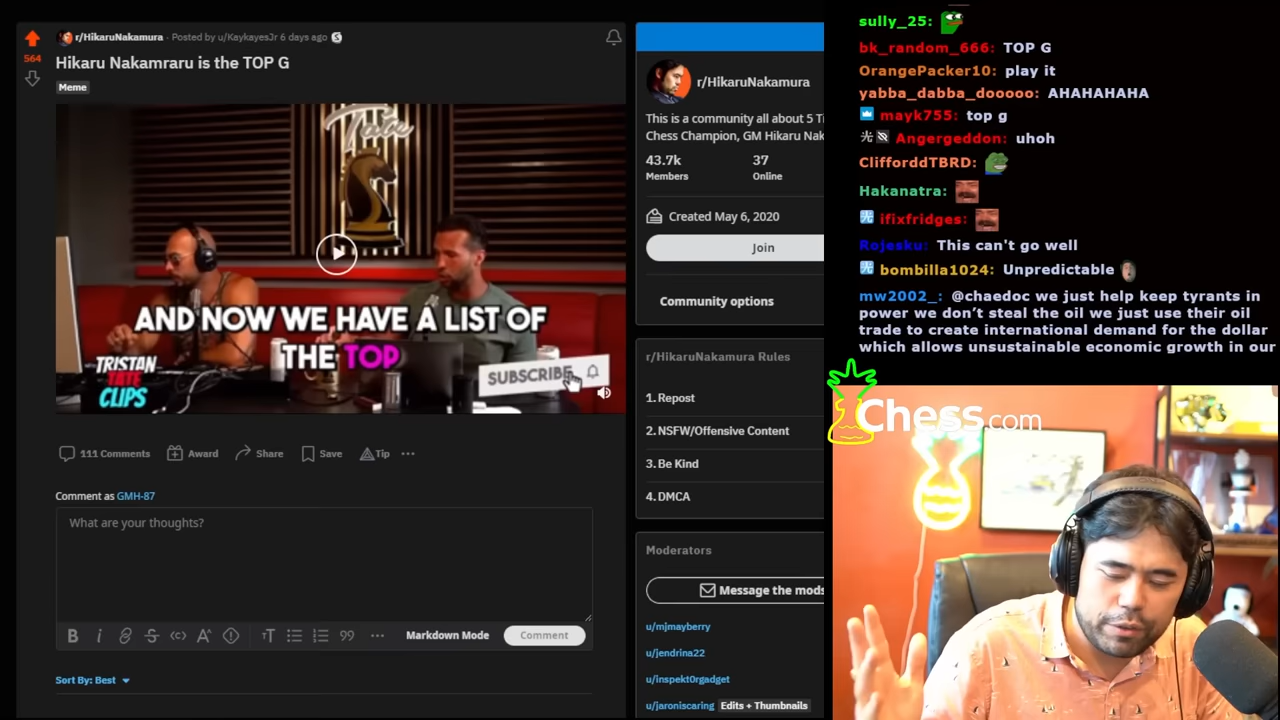 r/HikaruNakamura · Posted by u/KaykayesJr 6 days ago
564
Hikaru Nakamraru is the TOP G
Meme
Tate
AND NOW WE HAVE A LIST OF
THE TOP
TRISTAN
TATE
CLIPS
SUBSCRIBE
111 Comments
Award
Share
Save
Tip
Comment as GMH-87
What are your thoughts?
Markdown Mode
Comment
Sort By: Best
r/HikaruNakamura
This is a community all about 5 Ti
Chess Champion, GM Hikaru Nak
43.7k
37
Members
Online
Created May 6, 2020
Join
Community options
r/HikaruNakamura Rules
1. Repost
2. NSFW/Offensive Content
3. Be Kind
4. DMCA
Moderators
Message the mods
u/mjmayberry
u/jendrina22
u/inspekt0rgadget
u/jaroniscaring Edits + Thumbnails
sully_25:
bk_random_666: TOP G
OrangePacker10: play it
yabba_dabba_dooooo: AHAHAHAHA
mayk755: top g
Angergeddon: uhoh
ClifforddTBRD:
Hakanatra:
ifixfridges:
Rojesku: This can't go well
bombilla1024: Unpredictable
mw2002_: @chaedoc we just help keep tyrants in
power we don’t steal the oil we just use their oil
trade to create international demand for the dollar
which allows unsustainable economic growth in our
Chess.com